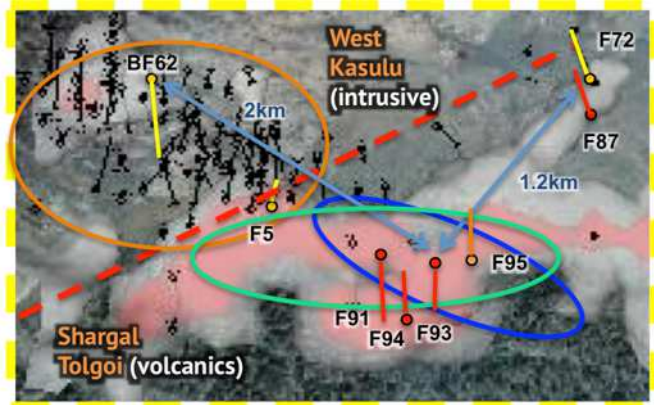 West
Kasulu
(intrusive)
F72
BF62
2km
F87
1.2km
F5
F95
F91
F93
F94
Shargal
Tolgoi (volcanics)